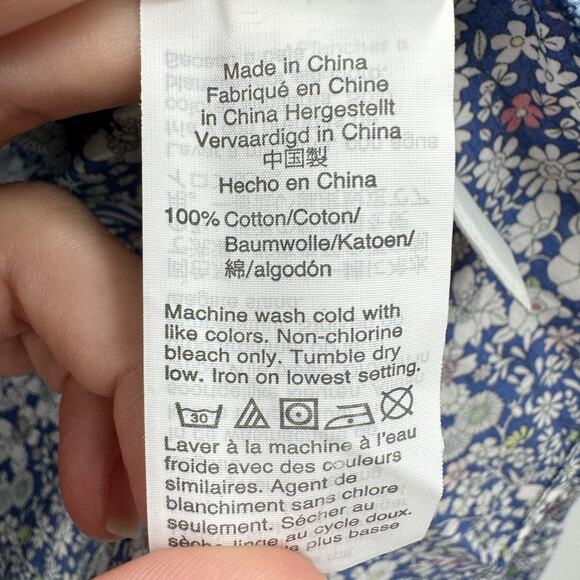 Made in China
Fabriqué en Chine
in China Hergestellt
Vervaardigd in China
中国製
Hecho en China
100% Cotton/Coton/
Baumwolle/Katoen/
綿/algodón
Machine wash cold with
like colors. Non-chlorine
bleach only. Tumble dry
low. Iron on lowest setting.
30
Laver à la machine à l'eau
froide avec des couleurs
similaires. Agent de
blanchiment sans chlore
seulement. Sécher au
sèche-linge au cycle doux.
plus basse